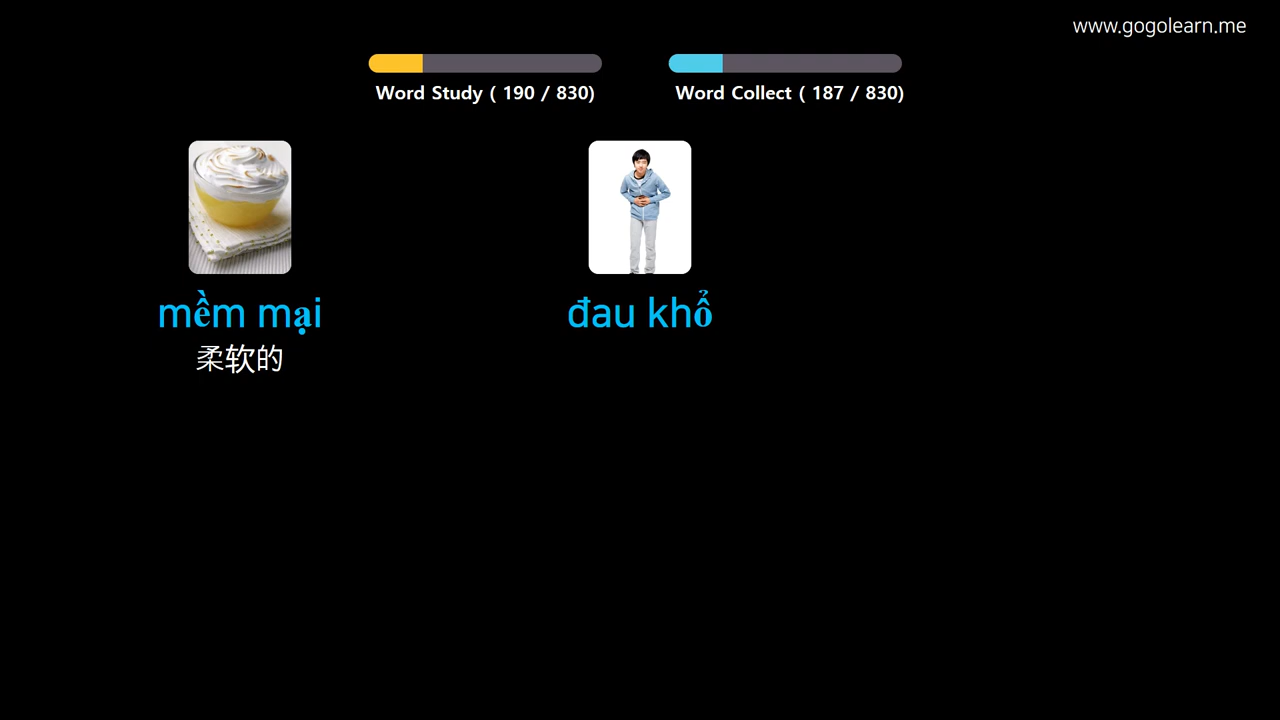 www.gogolearn.me
Word Study ( 190 / 830)
Word Collect ( 187 / 830)
mềm mại
柔软的
đau khổ